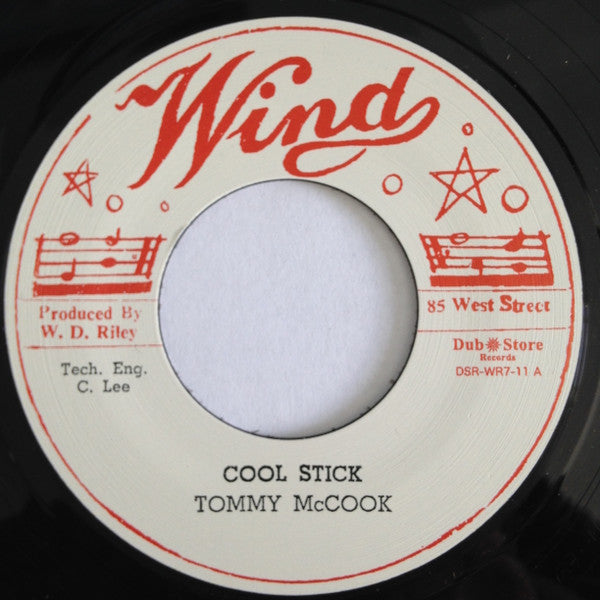 Wind
Produced By
W. D. Riley
85 West Street
Tech. Eng.
C. Lee
Dub Store
Records
DSR-WR7-11 A
COOL STICK
TOMMY McCOOK